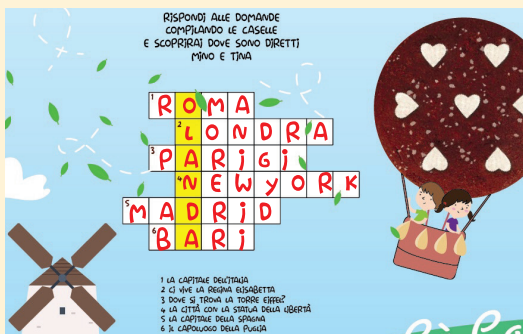 RISPONDI ALLE DOMANDE
COMPILANDO LE CASELLE
E SCOPRIRAI DOVE SONO DIRETTI
MINO E TINA
1 ROMA
2 LONDRA
3 PARIGI
4 NEWYORK
5 MADRID
6 BARI
1 LA CAPITALE DELL'ITALIA
2 CI VIVE LA REGINA ELISABETTA
3 DOVE SI TROVA LA TORRE EIFFEL?
4 LA CITTÀ CON LA STATUA DELLA LIBERTÀ
5 LA CAPITALE DELLA SPAGNA
6 IL CAPOLUOGO DELLA PUGLIA